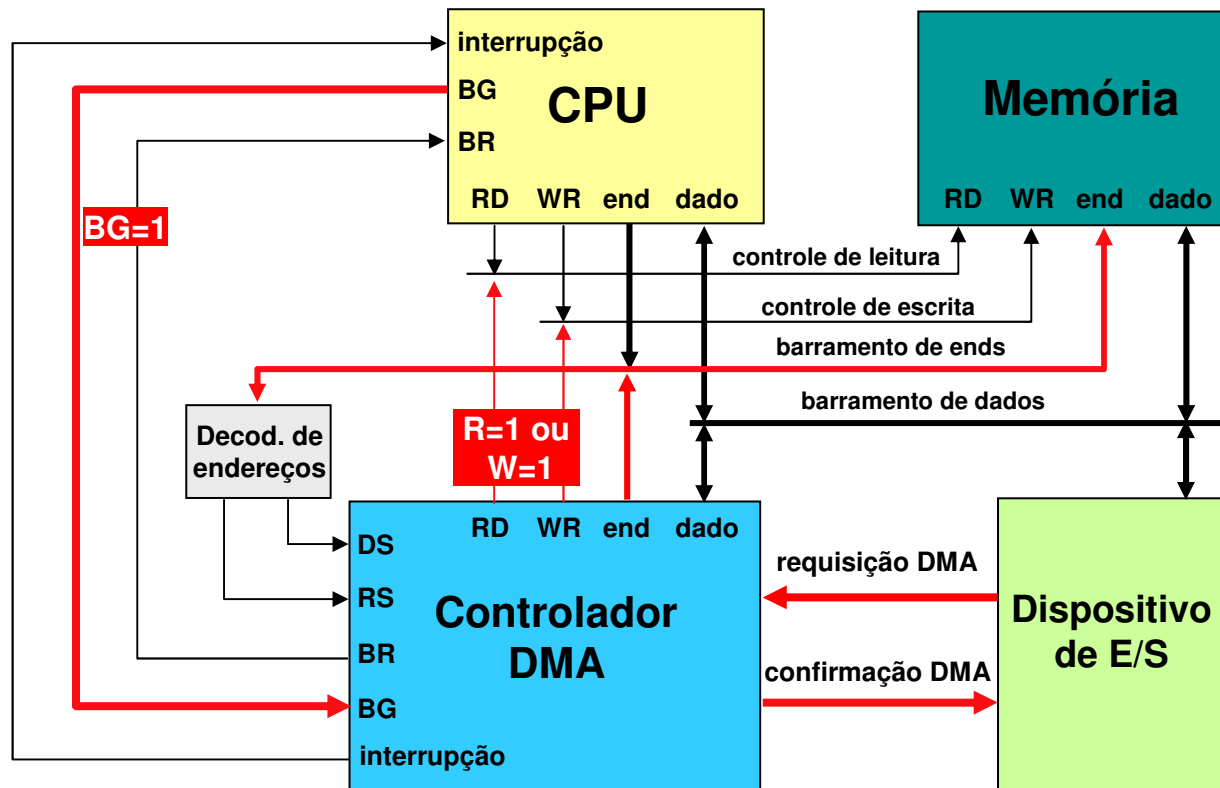 interrupção
BG
BR
CPU
RD WR end dado
Memória
RD WR end dado
BG=1
controle de leitura
controle de escrita
barramento de ends
barramento de dados
Decod. de
endereços
R=1 ou
W=1
RD WR end dado
DS
RS
BR
BG
interrupção
Controlador
DMA
requisição DMA
confirmação DMA
Dispositivo
de E/S